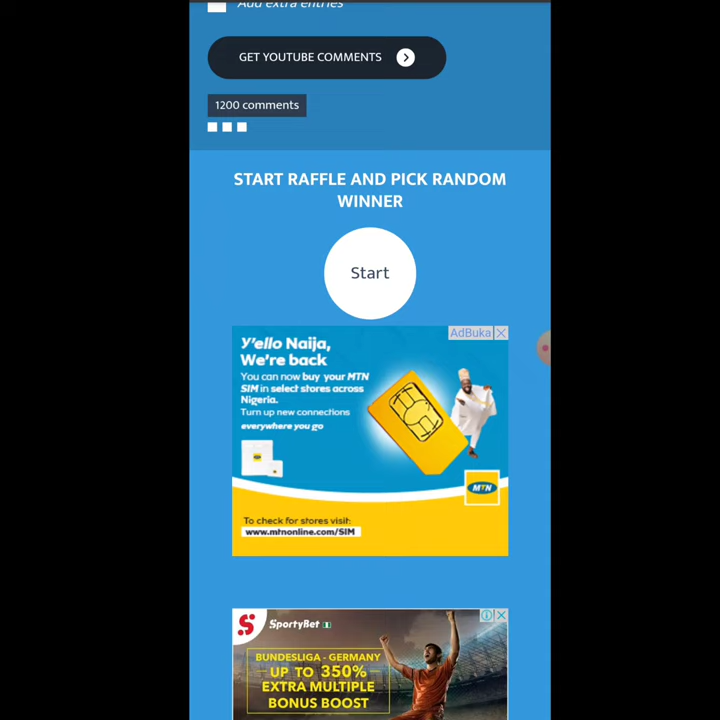 Add extra entries
GET YOUTUBE COMMENTS
1200 comments
START RAFFLE AND PICK RANDOM
WINNER
Start
AdBuka
Y'ello Naija,
We're back
You can now buy your MTN
SIM in select stores across
Nigeria.
Turn up new connections
everywhere you go
MTN
To check for stores visit:
www.mtnonline.com/SIM
SportyBet
BUNDESLIGA - GERMANY
UP TO 350%
EXTRA MULTIPLE
BONUS BOOST